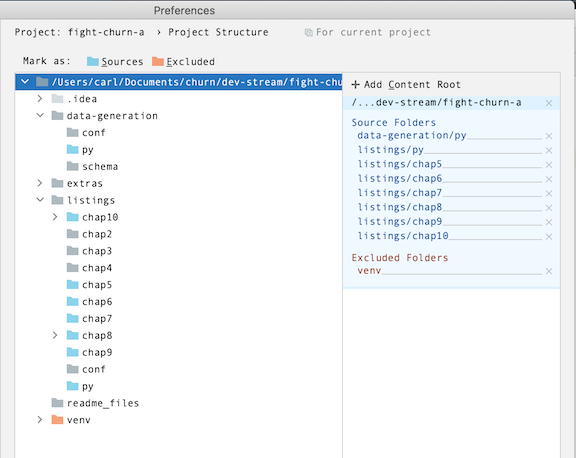 Preferences
Project: fight-churn-a › Project Structure For current project
Mark as: Sources Excluded
/Users/carl/Documents/churn/dev-stream/fight-chu
.idea
data-generation
conf
py
schema
extras
listings
chap10
chap2
chap3
chap4
chap5
chap6
chap7
chap8
chap9
conf
py
readme_files
venv
+ Add Content Root
/...dev-stream/fight-churn-a
Source Folders
data-generation/py
listings/py
listings/chap5
listings/chap6
listings/chap7
listings/chap8
listings/chap9
listings/chap10
Excluded Folders
venv